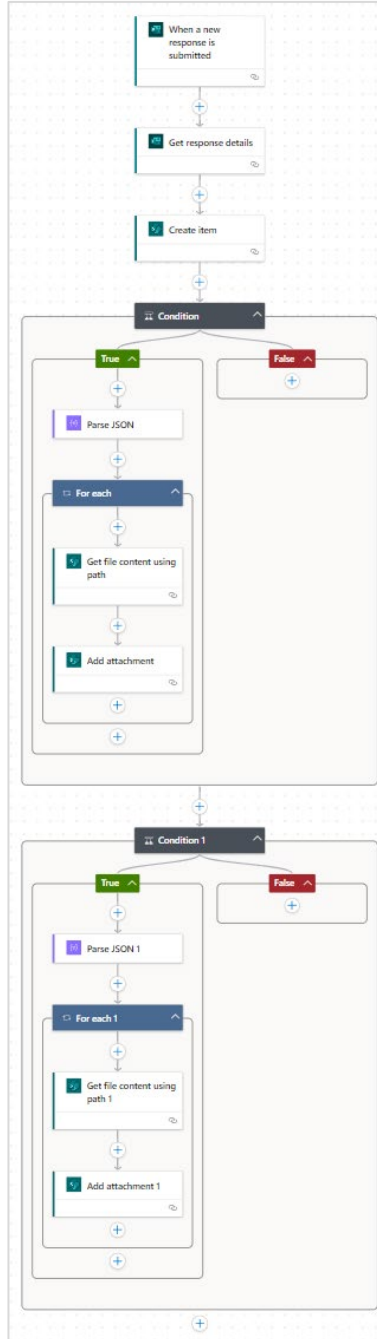 When a new
response is
submitted
Get response details
Create item
Condition
True
False
Parse JSON
For each
Get file content using
path
Add attachment
Condition 1
True
False
Parse JSON 1
For each 1
Get file content using
path 1
Add attachment 1